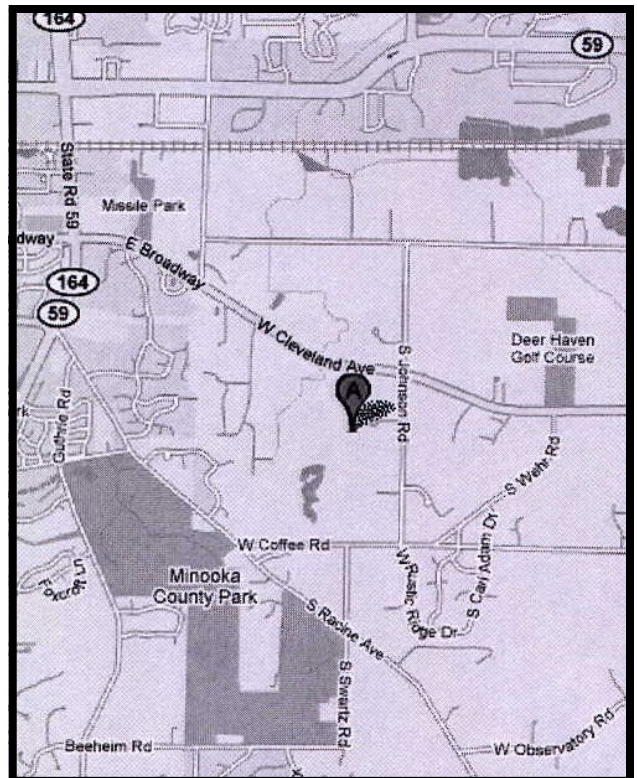 164
59
State Rd 59
Missile Park
dway
E Broadway
164
59
W Cleveland Ave
S Johnson Rd
Deer Haven
Golf Course
A
Guthrie Rd
S Wehr Rd
W Coffee Rd
S Carl Adam Dr
W Rustic Ridge Dr
Minooka
County Park
S Racine Ave
S Swartz Rd
Beeheim Rd
W Observatory Rd